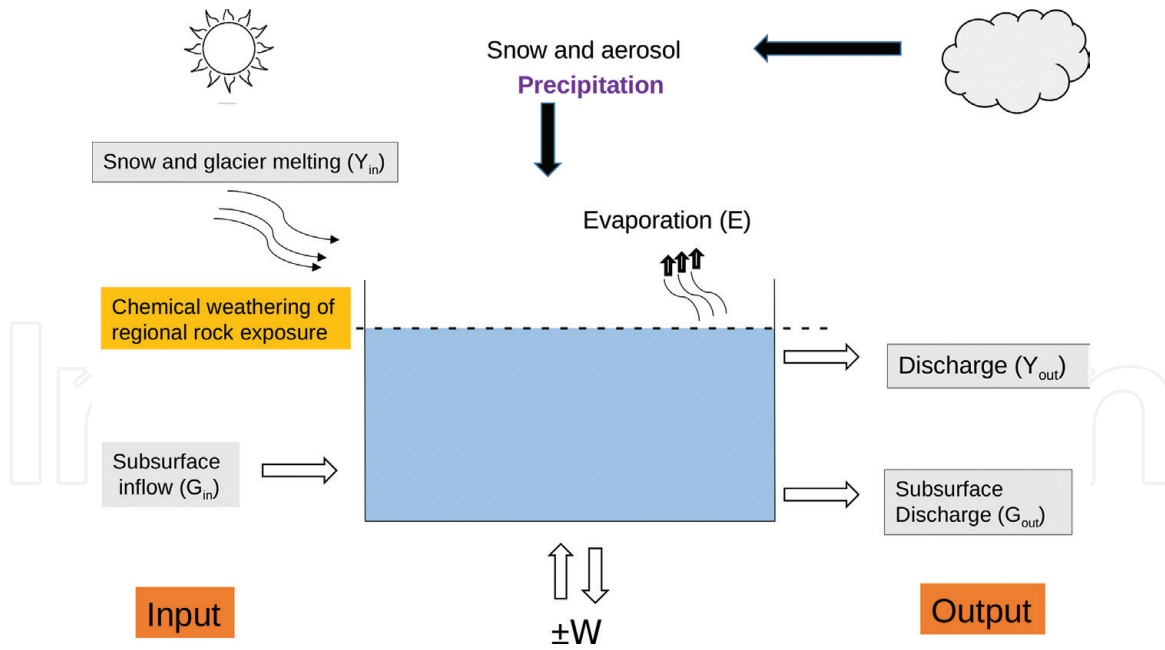 Snow and aerosol
Precipitation
Snow and glacier melting (Yin)
Evaporation (E)
Chemical weathering of
regional rock exposure
Discharge (Yout)
Subsurface
inflow (Gin)
Subsurface
Discharge (Gout)
Input
Output
±W